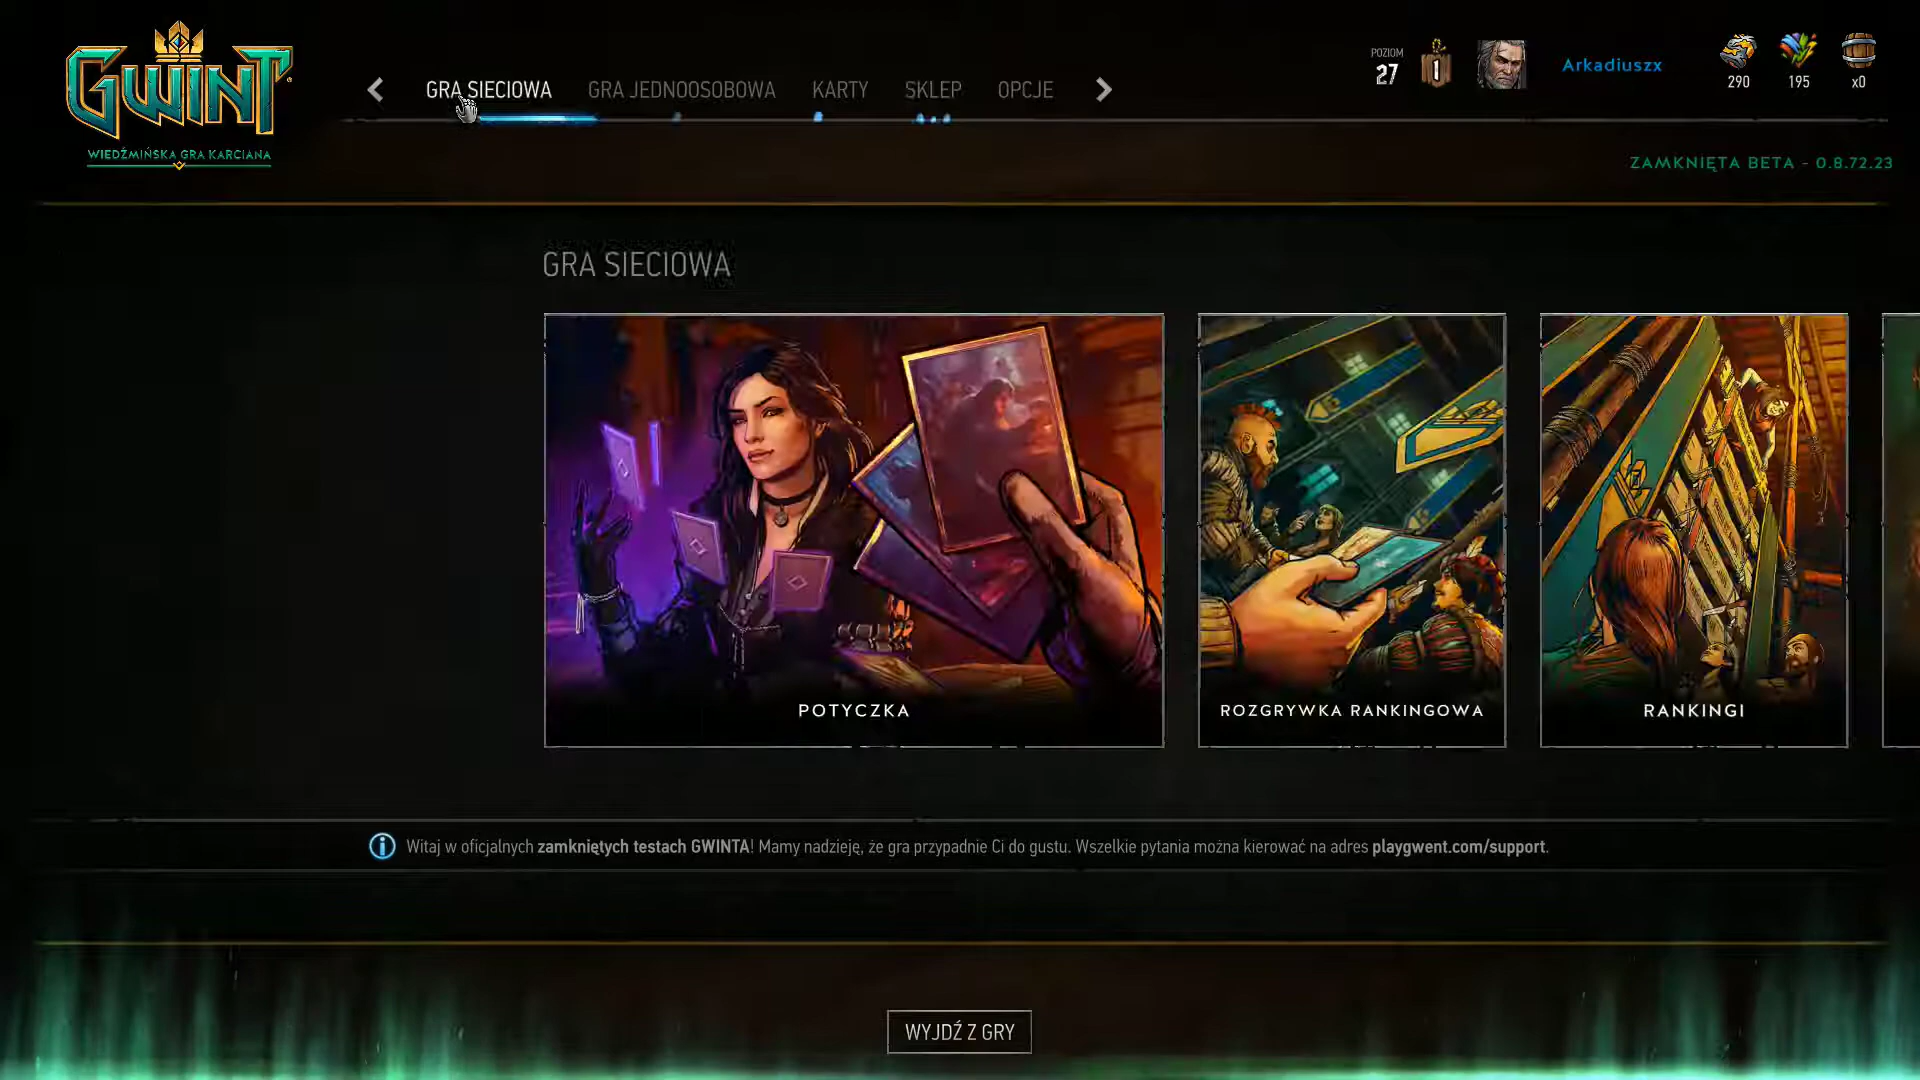 GWINT
WIEDŹMIŃSKA GRA KARCIANA
GRA SIECIOWA
GRA JEDNOOSOBOWA
KARTY
SKLEP
OPCJE
POZIOM
27
1
Arkadiuszx
290
195
x0
ZAMKNIĘTA BETA - 0.8.72.23
GRA SIECIOWA
POTYCZKA
ROZGRYWKA RANKINGOWA
RANKINGI
Witaj w oficjalnych zamkniętych testach GWINTA! Mamy nadzieję, że gra przypadnie Ci do gustu. Wszelkie pytania można kierować na adres playgwent.com/support.
WYJDŹ Z GRY